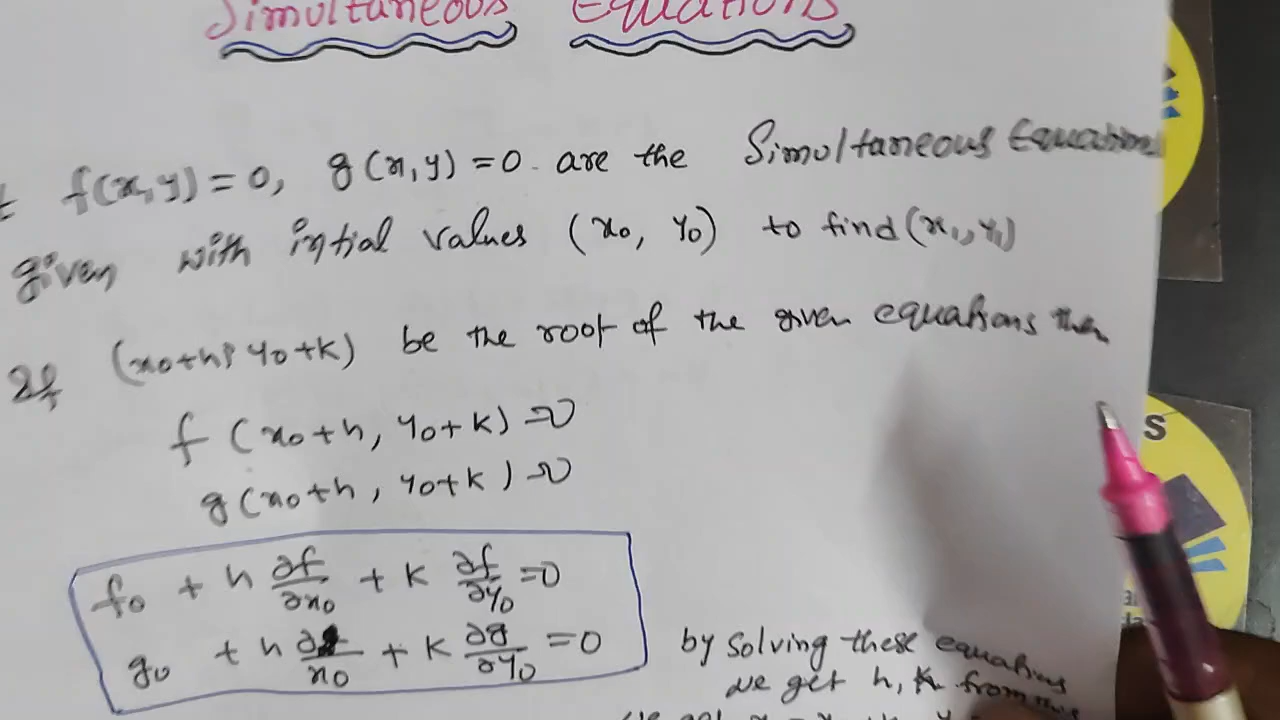 Simultaneous Equations
f(x,y)=0, g(x,y)=0. are the Simultaneous Equations
given with intial values (x₀, y₀) to find (x₁, y₁)
If (x₀+h, y₀+k) be the root of the given equations then
f (x₀+h, y₀+k)=0
g(x₀+h, y₀+k)=0
f₀ + h ∂f/∂x₀ + k ∂f/∂y₀ =0
g₀ + h ∂g/x₀ + k ∂g/∂y₀ =0
by solving these equations
we get h, k from this
S